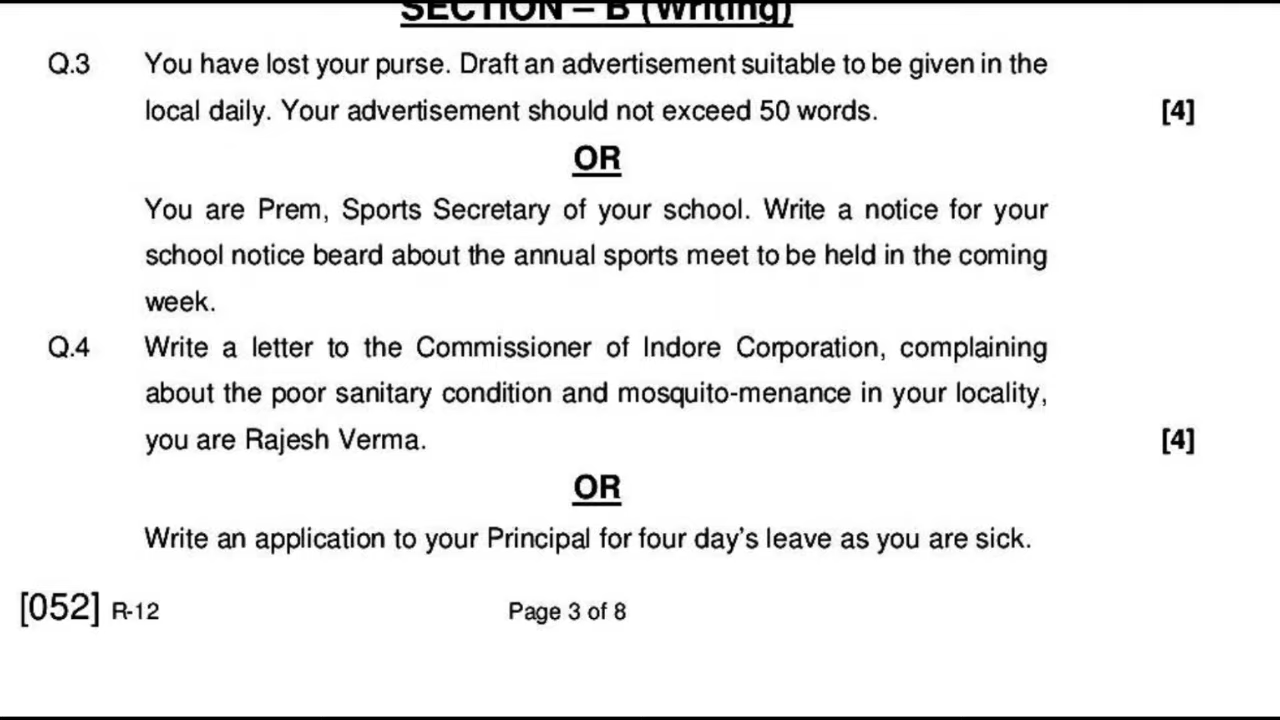 SECTION – B (Writing)
Q.3 You have lost your purse. Draft an advertisement suitable to be given in the
local daily. Your advertisement should not exceed 50 words. [4]
OR
You are Prem, Sports Secretary of your school. Write a notice for your
school notice beard about the annual sports meet to be held in the coming
week.
Q.4 Write a letter to the Commissioner of Indore Corporation, complaining
about the poor sanitary condition and mosquito-menance in your locality,
you are Rajesh Verma. [4]
OR
Write an application to your Principal for four day's leave as you are sick.
[052] R-12 Page 3 of 8